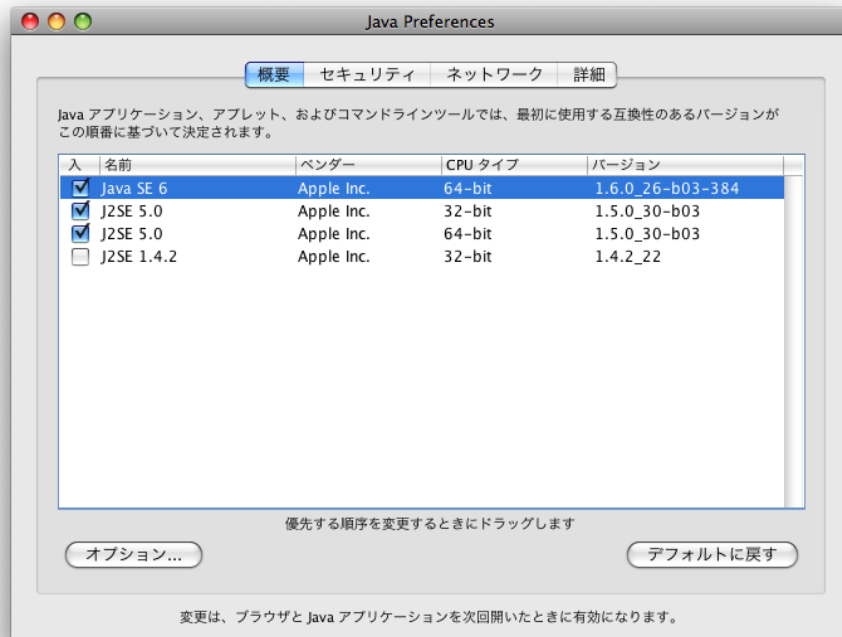 Java Preferences
概要 セキュリティ ネットワーク 詳細
Java アプリケーション、アプレット、およびコマンドラインツールでは、最初に使用する互換性のあるバージョンが
この順番に基づいて決定されます。
入 名前 ベンダー CPU タイプ バージョン
Java SE 6 Apple Inc. 64-bit 1.6.0_26-b03-384
J2SE 5.0 Apple Inc. 32-bit 1.5.0_30-b03
J2SE 5.0 Apple Inc. 64-bit 1.5.0_30-b03
J2SE 1.4.2 Apple Inc. 32-bit 1.4.2_22
優先する順序を変更するときにドラッグします
オプション... デフォルトに戻す
変更は、ブラウザと Java アプリケーションを次回開いたときに有効になります。